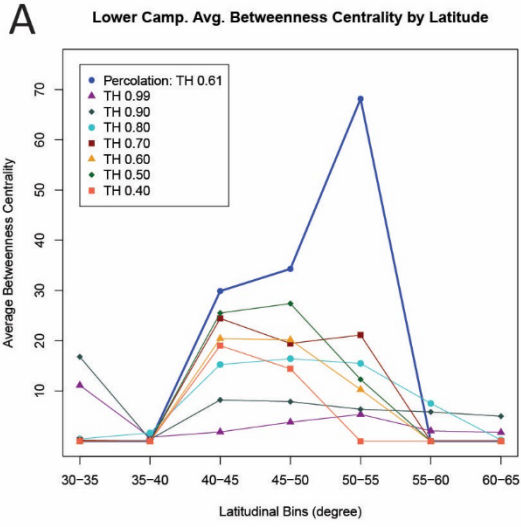 A
Lower Camp. Avg. Betweenness Centrality by Latitude
Average Betweenness Centrality
70
60
50
40
30
20
10
Percolation: TH 0.61
TH 0.99
TH 0.90
TH 0.80
TH 0.70
TH 0.60
TH 0.50
TH 0.40
30−35 35−40 40−45 45−50 50−55 55−60 60−65
Latitudinal Bins (degree)